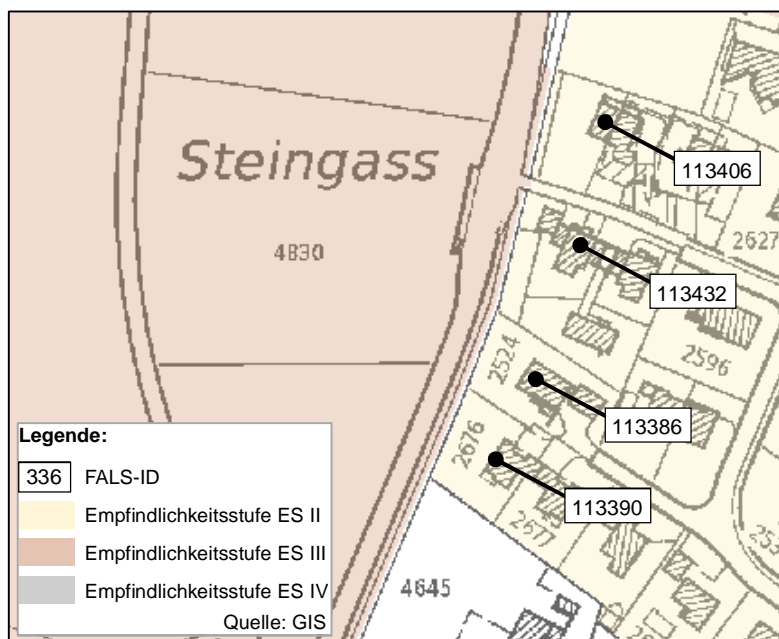 113406
Steingass
2627
4830
113432
2596
2524
113386
Legende:
336 FALS-ID
Empfindlichkeitsstufe ES II
Empfindlichkeitsstufe ES III
Empfindlichkeitsstufe ES IV
Quelle: GIS
2676
113390
2677
4645